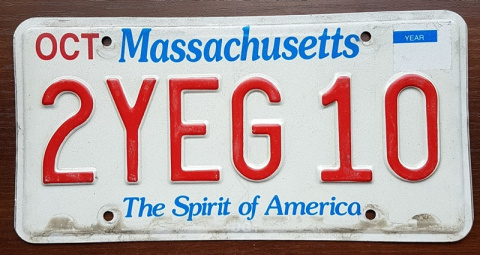 OCT Massachusetts YEAR
2YEG 10
The Spirit of America